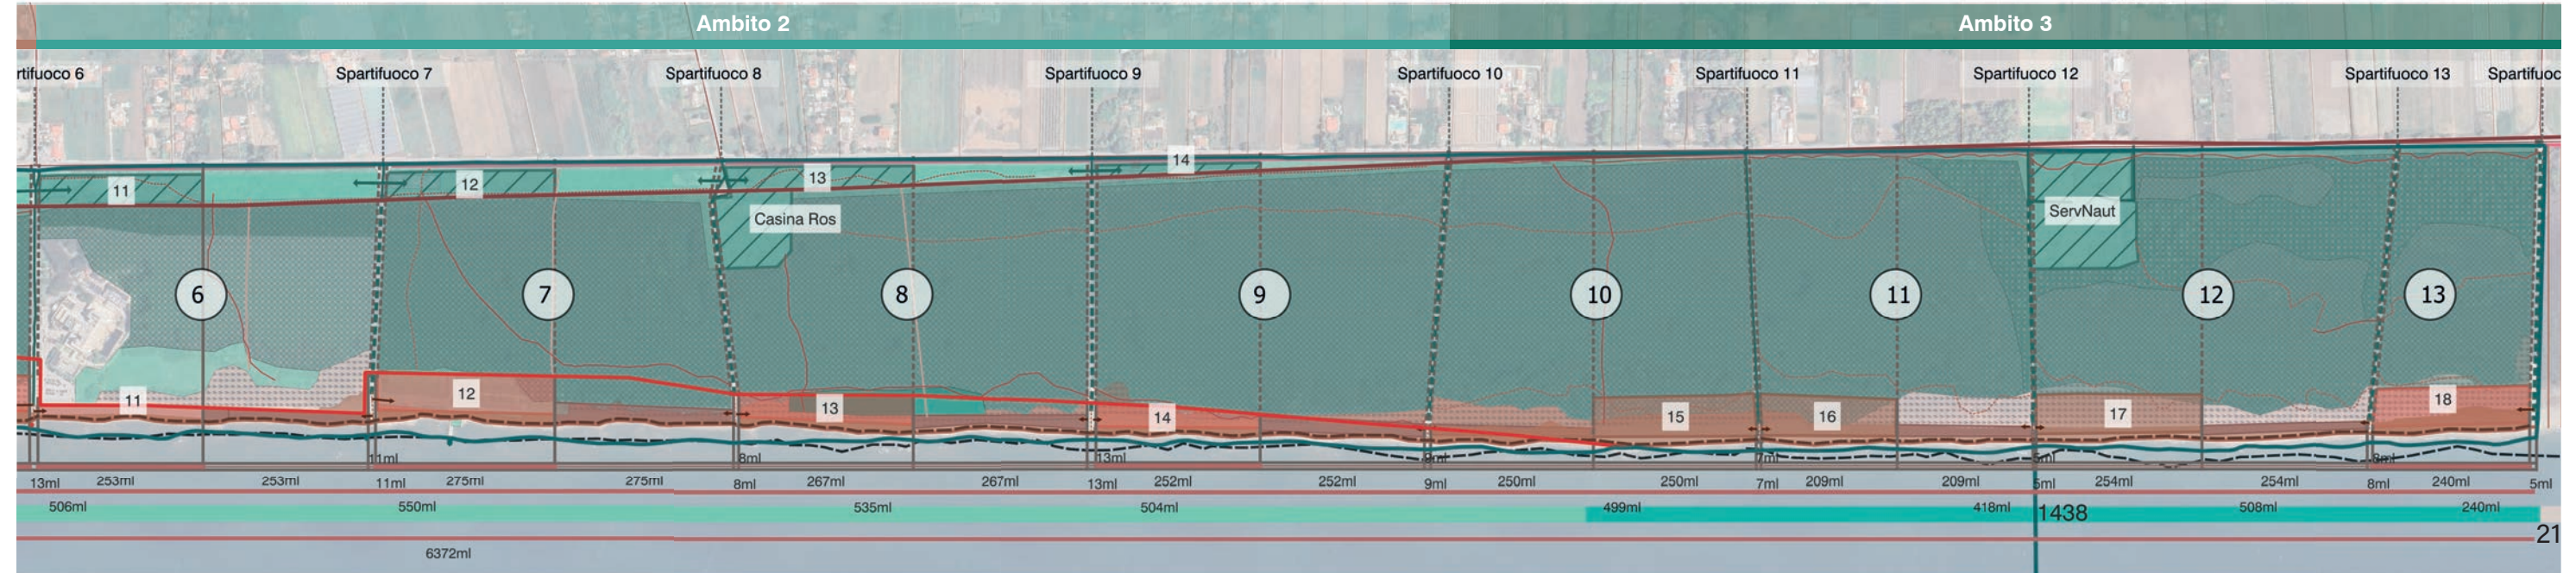 Ambito 2 Ambito 3
rtifuoco 6 Spartifuoco 7 Spartifuoco 8 Spartifuoco 9 Spartifuoco 10 Spartifuoco 11 Spartifuoco 12 Spartifuoco 13 Spartifuoc
14
11 12 13
Casina Ros ServNaut
6 7 8 9 10 11 12 13
11 12 13 14 15 16 17 18
11ml 8ml 13ml 9ml 7ml 5ml 8ml
13ml 253ml 253ml 11ml 275ml 275ml 8ml 267ml 267ml 13ml 252ml 252ml 9ml 250ml 250ml 7ml 209ml 209ml 5ml 254ml 254ml 8ml 240ml 5ml
506ml 550ml 535ml 504ml 499ml 418ml 1438 508ml 240ml
21
6372ml